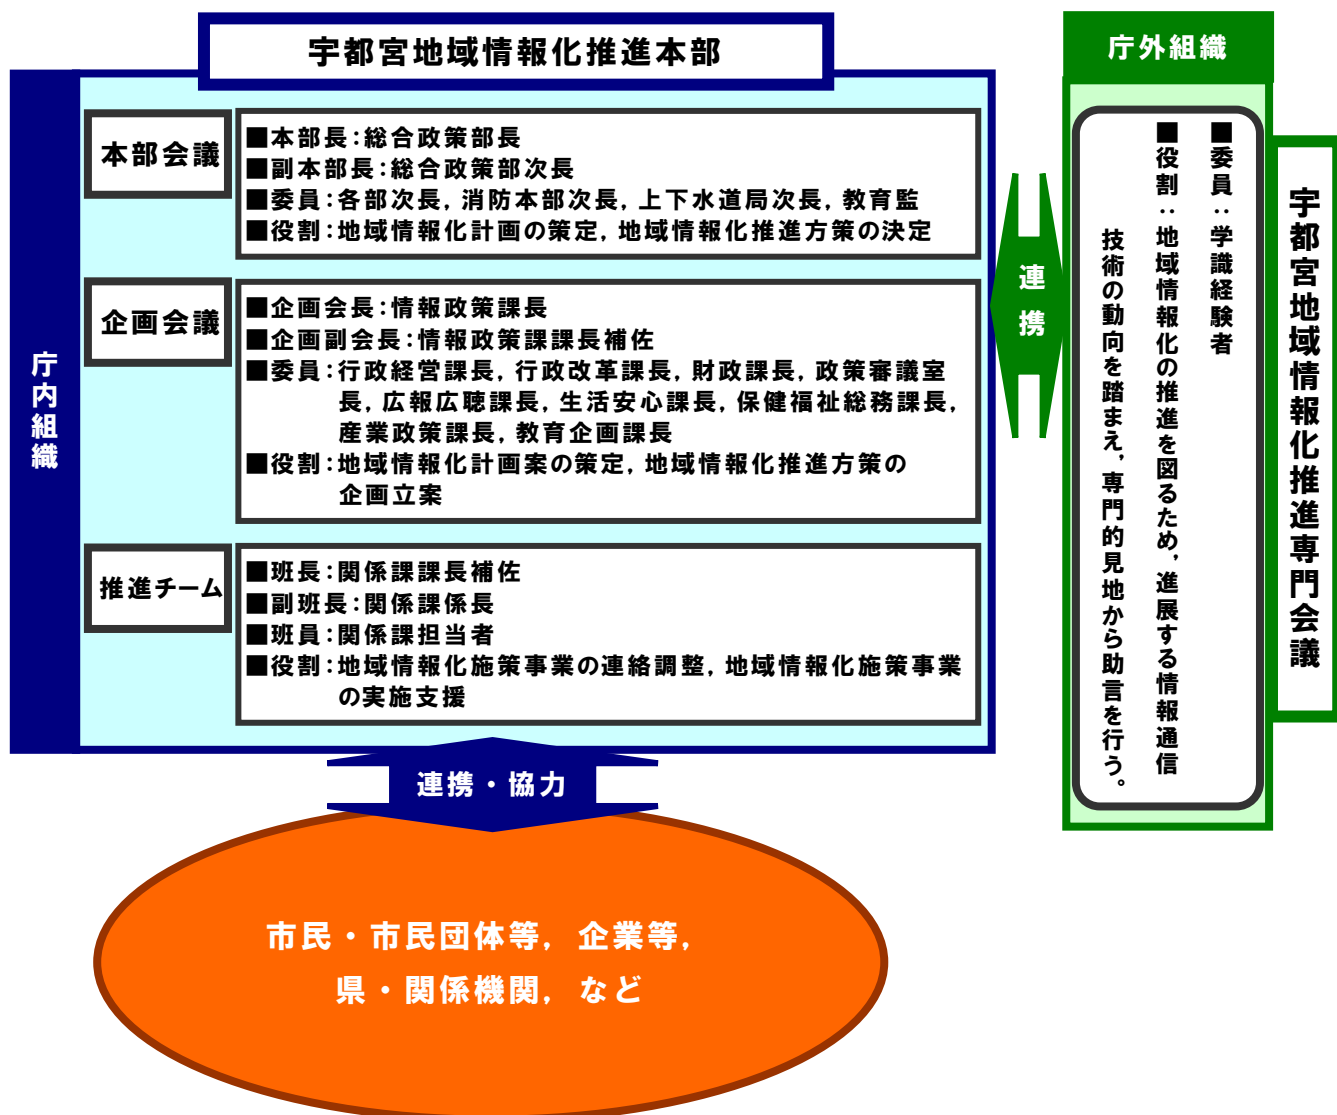 宇都宮地域情報化推進本部
庁内組織
本部会議
■本部長：総合政策部長
■副本部長：総合政策部次長
■委員：各部次長，消防本部次長，上下水道局次長，教育監
■役割：地域情報化計画の策定，地域情報化推進方策の決定
企画会議
■企画会長：情報政策課長
■企画副会長：情報政策課課長補佐
■委員：行政経営課長，行政改革課長，財政課長，政策審議室
長，広報広聴課長，生活安心課長，保健福祉総務課長，
産業政策課長，教育企画課長
■役割：地域情報化計画案の策定，地域情報化推進方策の
企画立案
推進チーム
■班長：関係課課長補佐
■副班長：関係課係長
■班員：関係課担当者
■役割：地域情報化施策事業の連絡調整，地域情報化施策事業
の実施支援
連携
庁外組織
宇都宮地域情報化推進専門会議
■委員：学識経験者
■役割：地域情報化の推進を図るため，進展する情報通信
技術の動向を踏まえ，専門的見地から助言を行う。
連携・協力
市民・市民団体等，企業等，
県・関係機関，など